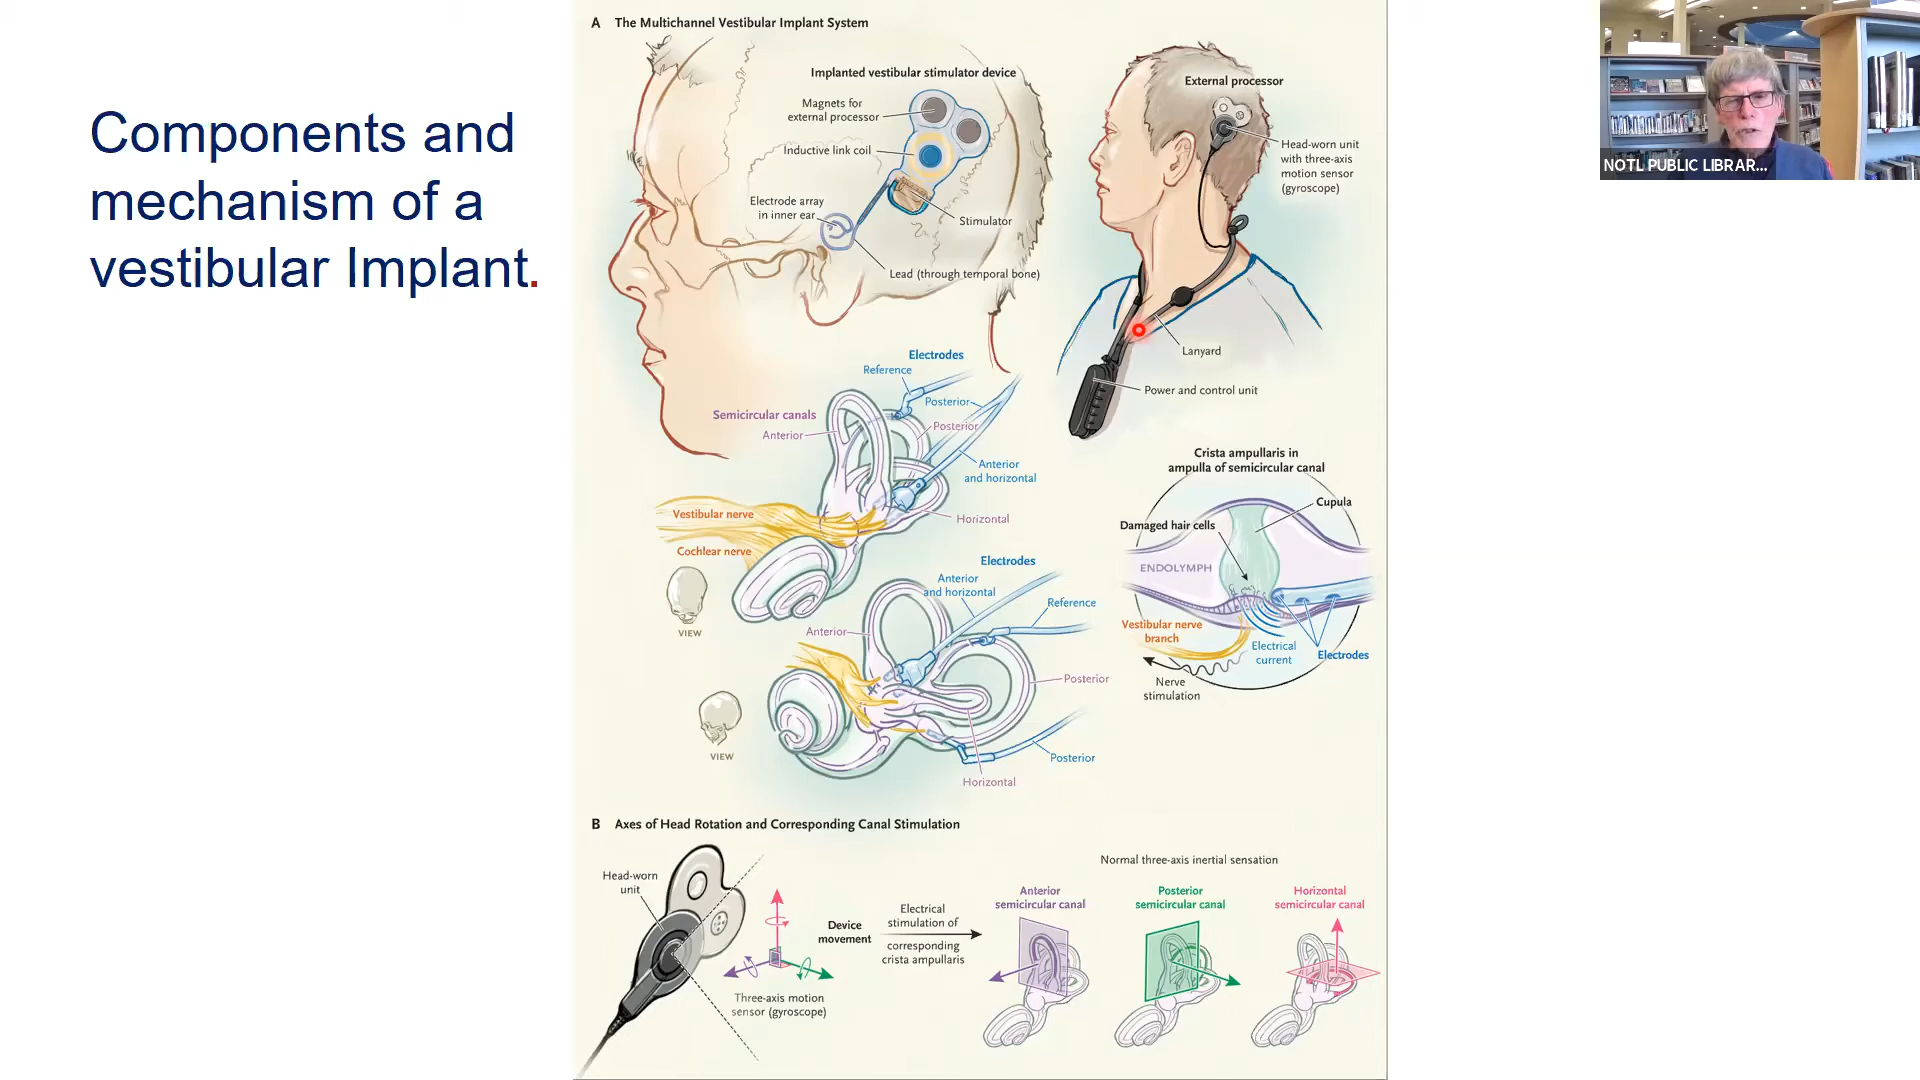 Components and
mechanism of a
vestibular Implant.
A The Multichannel Vestibular Implant System
Implanted vestibular stimulator device
Magnets for
external processor
Inductive link coil
Electrode array
in inner ear
Stimulator
Lead (through temporal bone)
External processor
Head-worn unit
with three-axis
motion sensor
(gyroscope)
Lanyard
Power and control unit
Electrodes
Reference
Posterior
Semicircular canals
Anterior
Posterior
Anterior
and horizontal
Horizontal
Vestibular nerve
Cochlear nerve
VIEW
Electrodes
Anterior
and horizontal
Reference
Anterior
Posterior
Posterior
Horizontal
VIEW
Crista ampullaris in
ampulla of semicircular canal
Cupula
Damaged hair cells
ENDOLYMPH
Vestibular nerve
branch
Electrical
current
Electrodes
Nerve
stimulation
B Axes of Head Rotation and Corresponding Canal Stimulation
Head-worn
unit
Three-axis motion
sensor (gyroscope)
Device
movement
Electrical
stimulation of
corresponding
crista ampullaris
Normal three-axis inertial sensation
Anterior
semicircular canal
Posterior
semicircular canal
Horizontal
semicircular canal
NOTL PUBLIC LIBRAR...